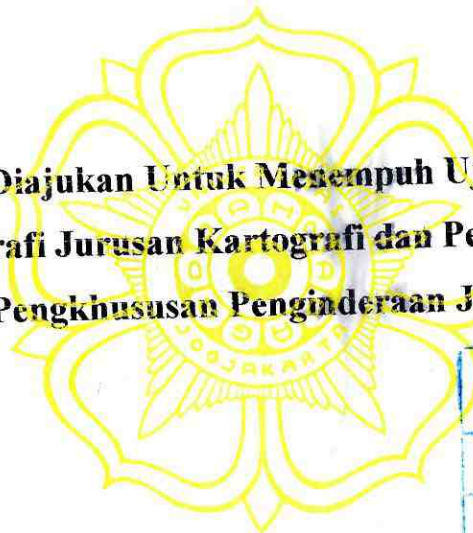 Diajukan Untuk Menempuh U
rafi Jurusan Kartografi dan Pe
Pengkhususan Penginderaan J
JOGJAKARTA